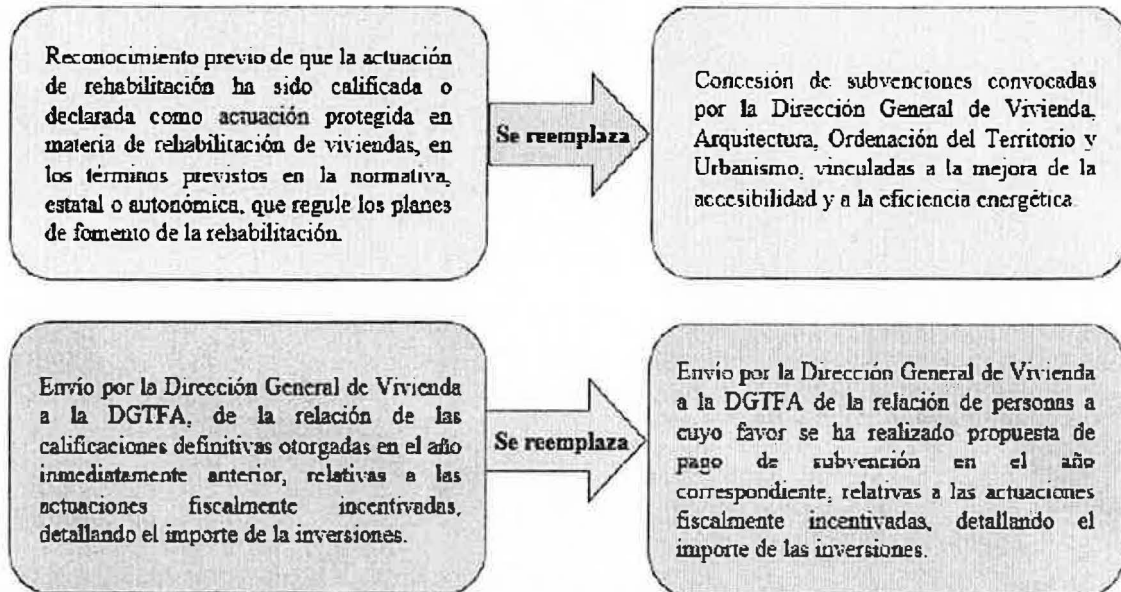 Reconocimiento previo de que la actuación
de rehabilitación ha sido calificada o
declarada como actuación protegida en
materia de rehabilitación de viviendas, en
los términos previstos en la normativa,
estatal o autonómica, que regule los planes
de fomento de la rehabilitación.
Se reemplaza
Concesión de subvenciones convocadas
por la Dirección General de Vivienda,
Arquitectura, Ordenación del Territorio y
Urbanismo, vinculadas a la mejora de la
accesibilidad y a la eficiencia energética.
Envío por la Dirección General de Vivienda
a la DGTFA, de la relación de las
calificaciones definitivas otorgadas en el año
inmediatamente anterior, relativas a las
actuaciones fiscalmente incentivadas,
detallando el importe de la inversiones.
Se reemplaza
Envío por la Dirección General de Vivienda
a la DGTFA de la relación de personas a
cuyo favor se ha realizado propuesta de
pago de subvención en el año
correspondiente, relativas a las actuaciones
fiscalmente incentivadas, detallando el
importe de las inversiones.